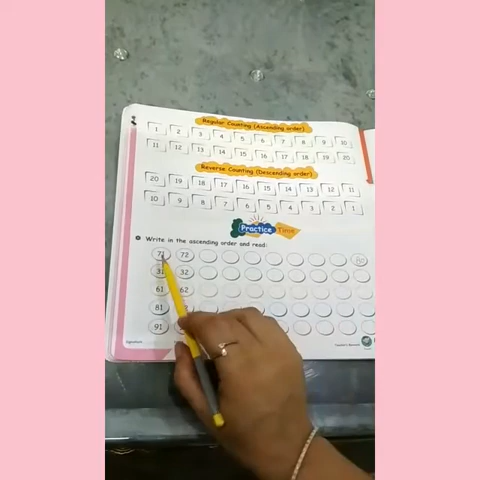 Regular Counting (Ascending order)
1 2 3 4 5 6 7 8 9 10
11 12 13 14 15 16 17 18 19 20
Reverse Counting (Descending order)
20 19 18 17 16 15 14 13 12 11
10 9 8 7 6 5 4 3 2 1
Practice Time
Write in the ascending order and read:
71 72 80
31 32
61 62
81
91